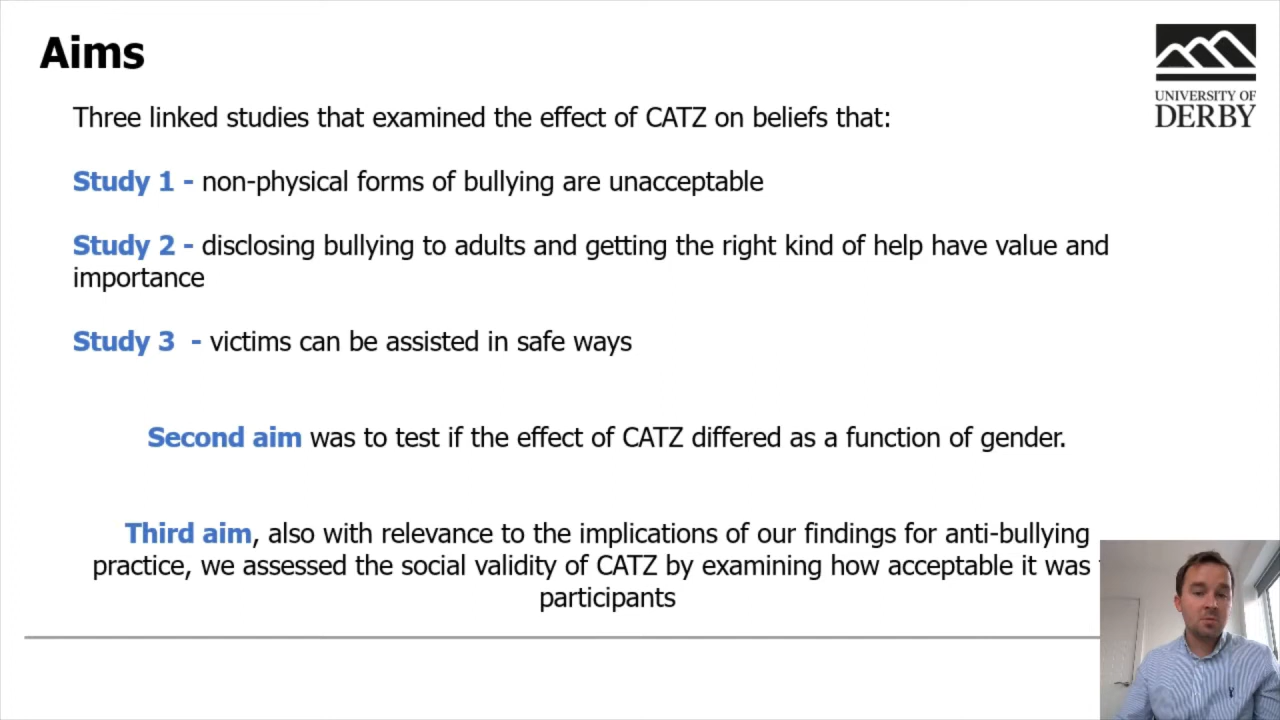 Aims
UNIVERSITY OF
DERBY
Three linked studies that examined the effect of CATZ on beliefs that:
Study 1 - non-physical forms of bullying are unacceptable
Study 2 - disclosing bullying to adults and getting the right kind of help have value and
importance
Study 3 - victims can be assisted in safe ways
Second aim was to test if the effect of CATZ differed as a function of gender.
Third aim, also with relevance to the implications of our findings for anti-bullying
practice, we assessed the social validity of CATZ by examining how acceptable it was
participants